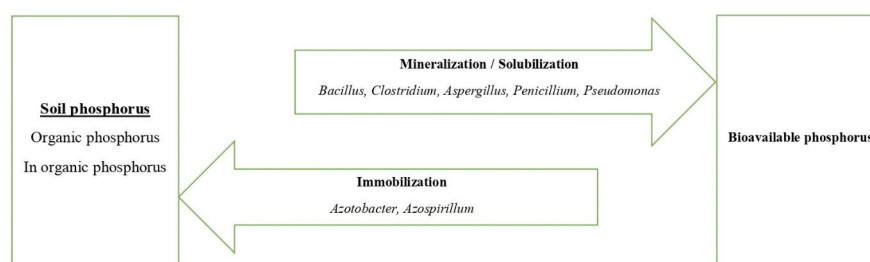 Soil phosphorus
Organic phosphorus
In organic phosphorus
Mineralization / Solubilization
Bacillus, Clostridium, Aspergillus, Penicillium, Pseudomonas
Immobilization
Azotobacter, Azospirillum
Bioavailable phosphorus